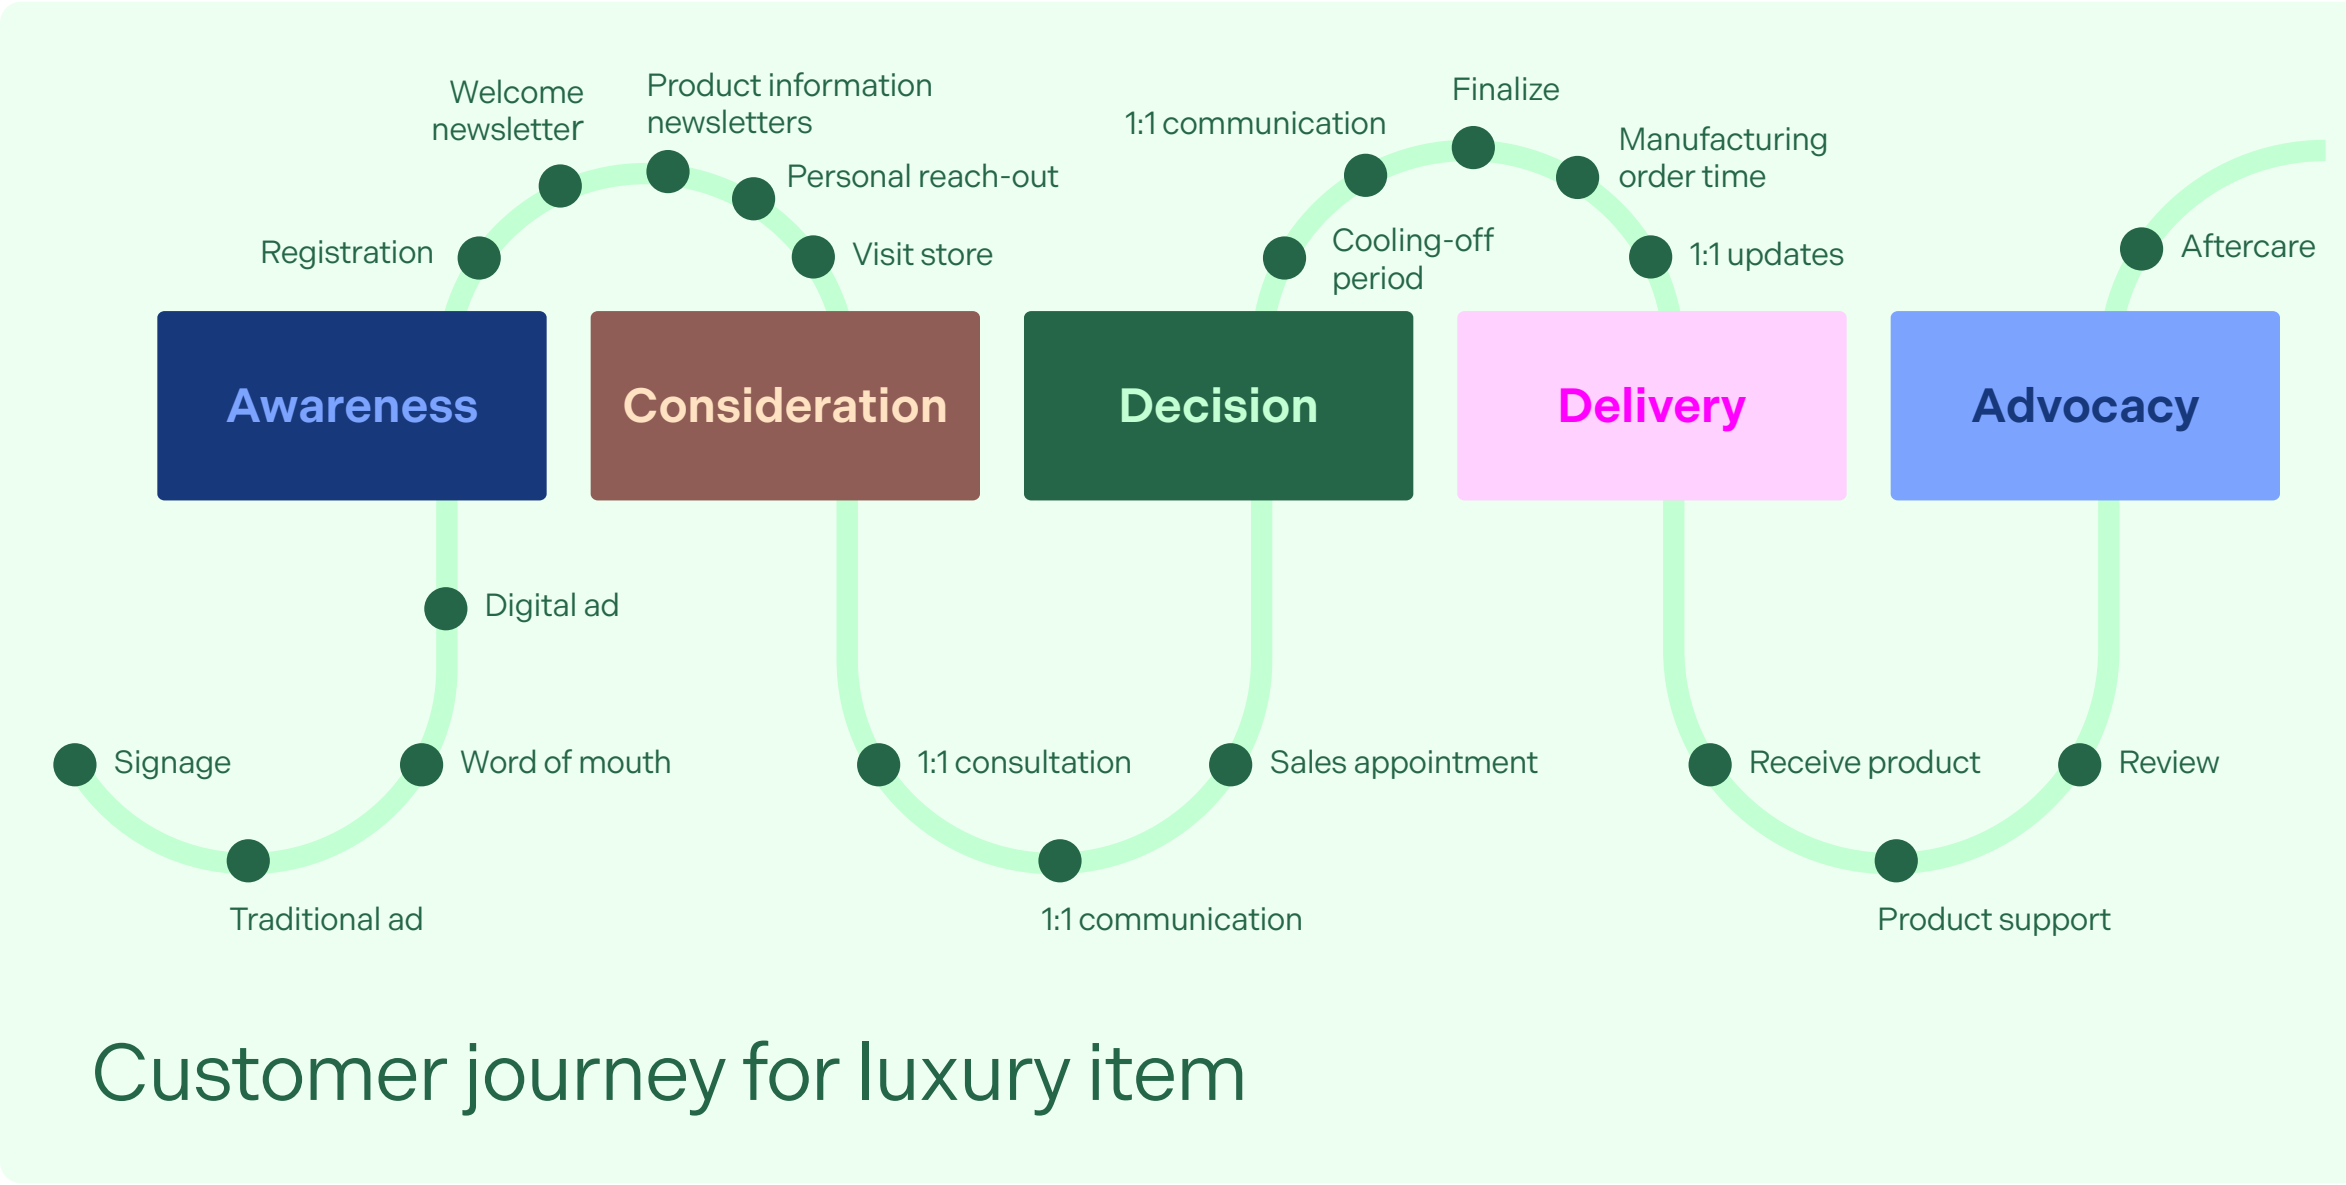 Welcome
newsletter
Product information
newsletters
Personal reach-out
Registration
Visit store
1:1 communication
Finalize
Manufacturing
order time
Cooling-off
period
1:1 updates
Aftercare
Awareness
Consideration
Decision
Delivery
Advocacy
Digital ad
Signage
Word of mouth
1:1 consultation
Sales appointment
Receive product
Review
Traditional ad
1:1 communication
Product support
Customer journey for luxury item